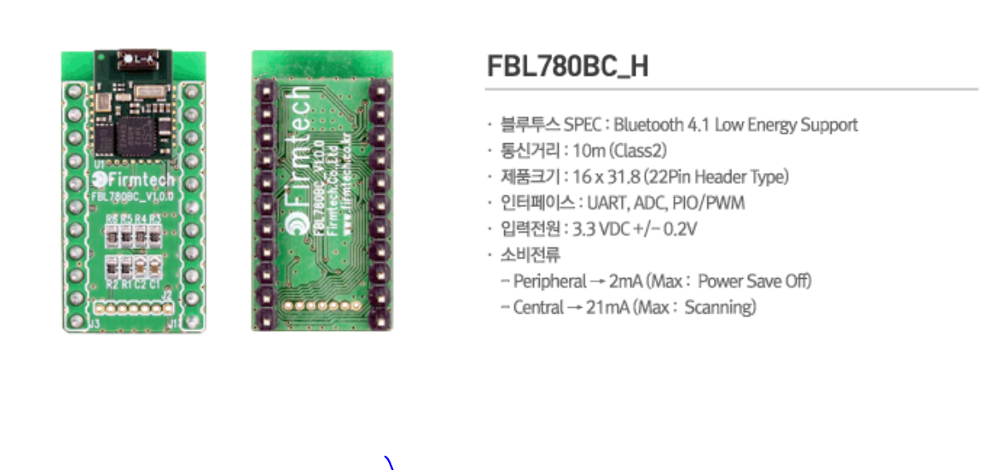 FBL780BC_H
· 블루투스 SPEC : Bluetooth 4.1 Low Energy Support
· 통신거리 : 10m (Class2)
· 제품크기 : 16 x 31.8 (22Pin Header Type)
· 인터페이스 : UART, ADC, PIO/PWM
· 입력전원 : 3.3 VDC +/- 0.2V
· 소비전류
- Peripheral → 2mA (Max : Power Save Off)
- Central → 21mA (Max : Scanning)
L-A
U1
Firmtech
FBL780BC_V1.0.0
R6 R5 R4 R3
R2 R1 C2 C1
J2
J3 J1
Firmtech
FBL780BC_V1.0.0
Firmtech.Co.,Ltd
www.firmtech.co.kr